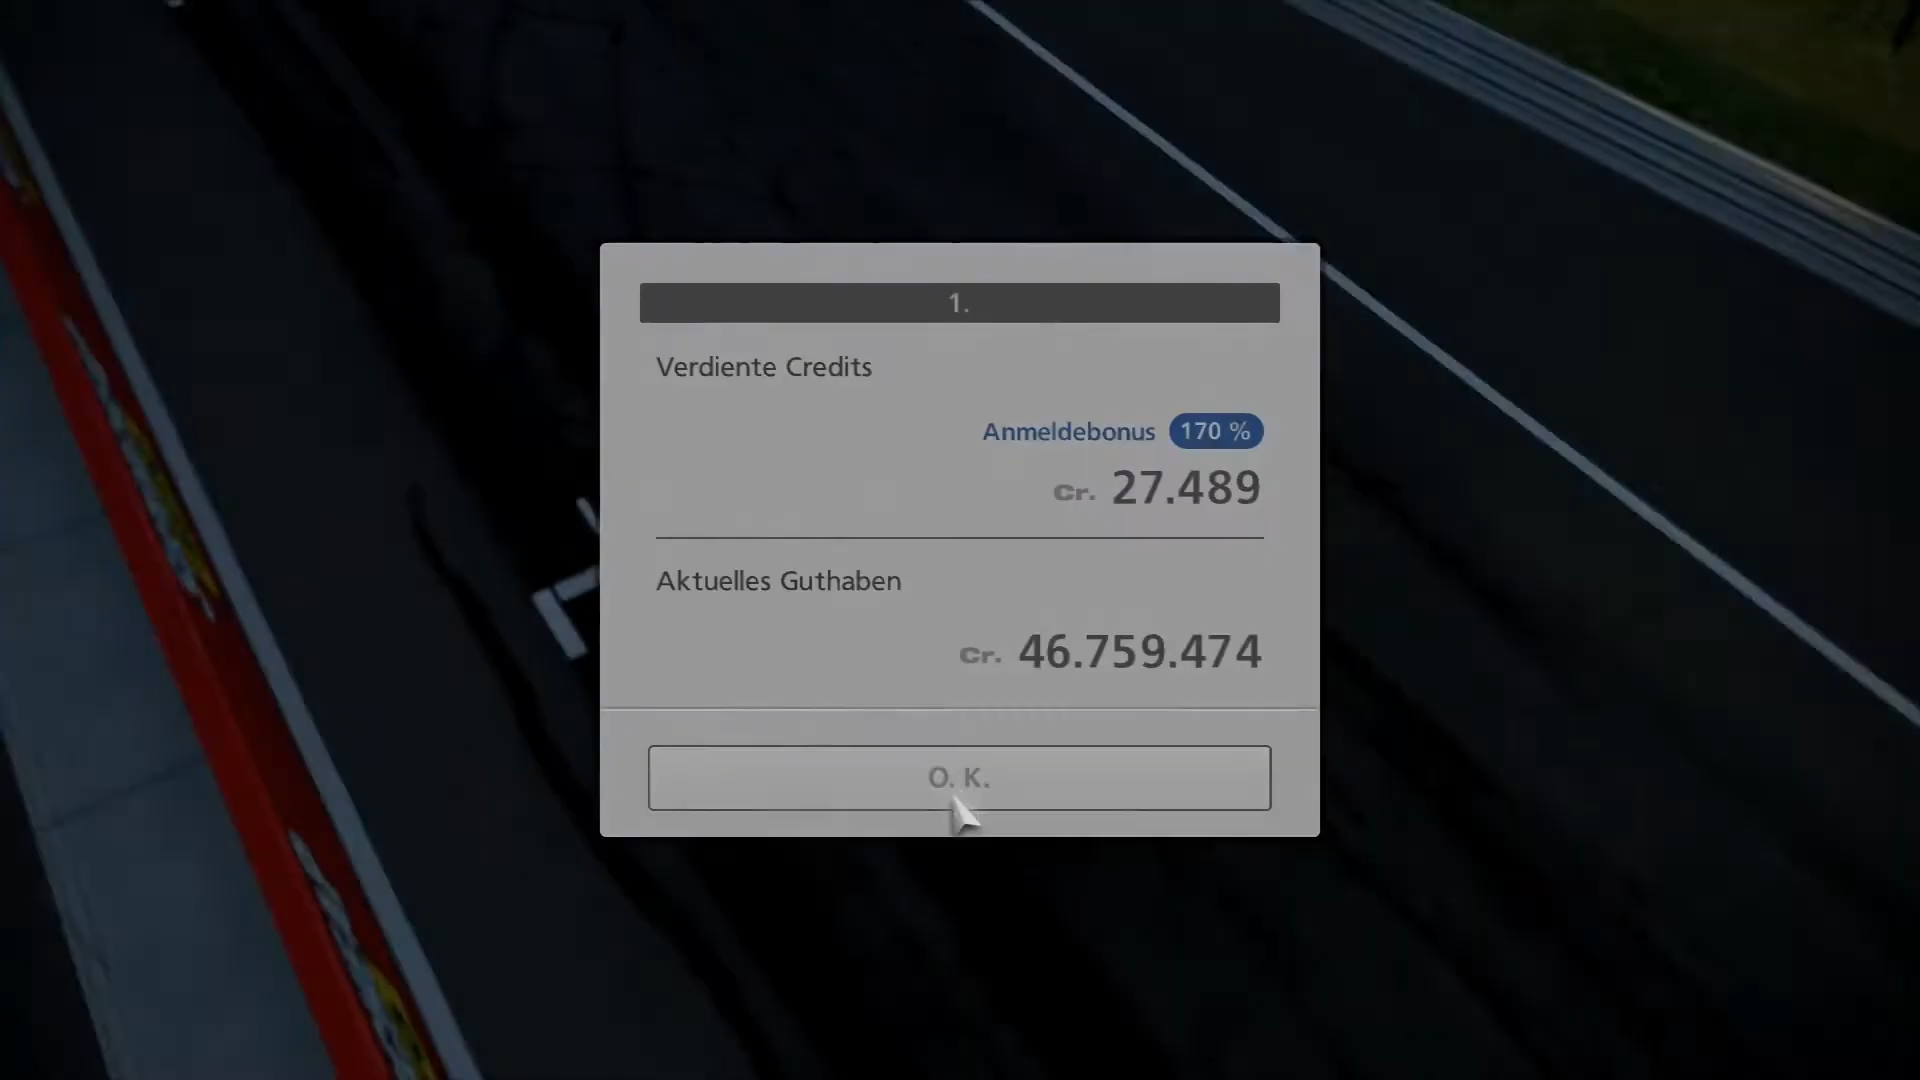 1.
Verdiente Credits
Anmeldebonus 170 %
Cr. 27.489
Aktuelles Guthaben
Cr. 46.759.474
O. K.